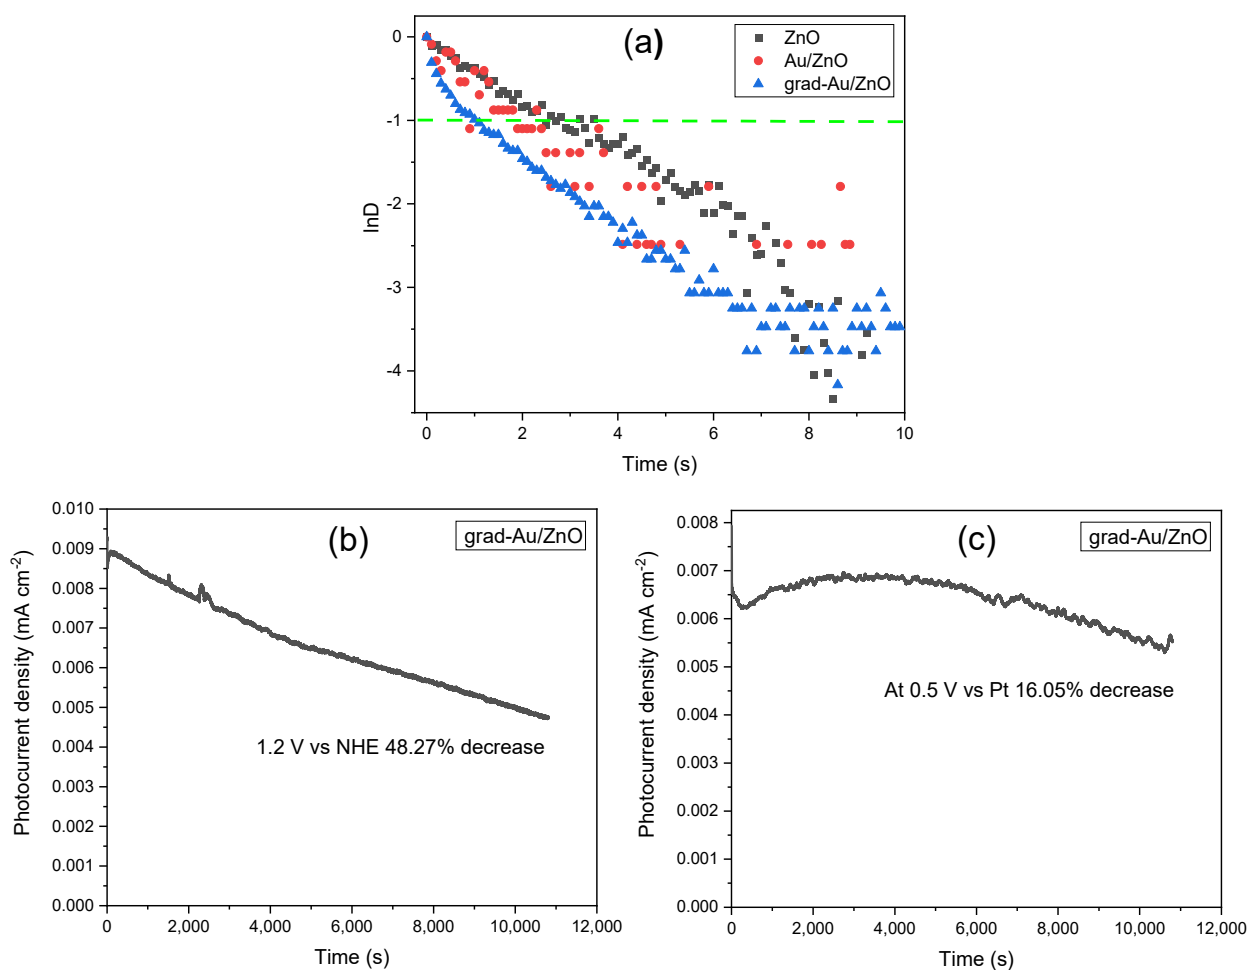 (a)
ZnO
Au/ZnO
grad-Au/ZnO
0
-1
-2
-3
-4
lnD
0 2 4 6 8 10
Time (s)
(b)
grad-Au/ZnO
0.010
0.009
0.008
0.007
0.006
0.005
0.004
0.003
0.002
0.001
0.000
Photocurrent density (mA cm⁻²)
1.2 V vs NHE 48.27% decrease
0 2,000 4,000 6,000 8,000 10,000 12,000
Time (s)
(c)
grad-Au/ZnO
0.008
0.007
0.006
0.005
0.004
0.003
0.002
0.001
0.000
Photocurrent density (mA cm⁻²)
At 0.5 V vs Pt 16.05% decrease
0 2,000 4,000 6,000 8,000 10,000 12,000
Time (s)